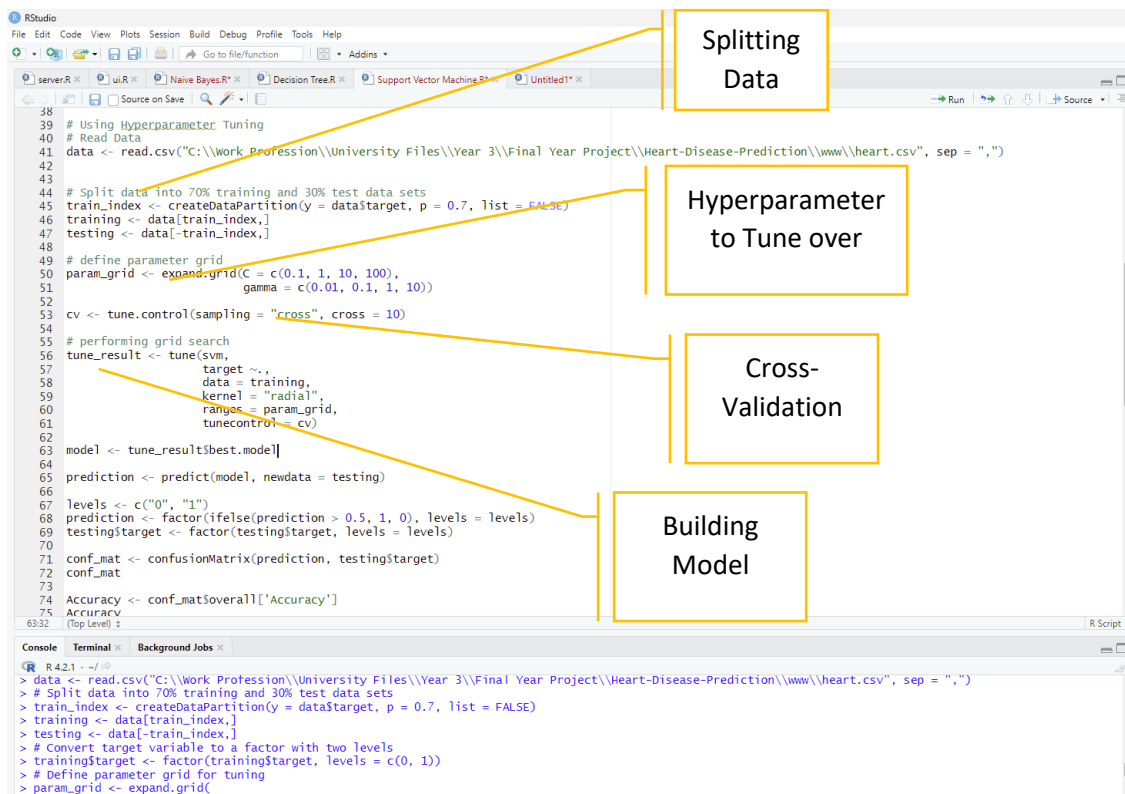 RStudio
File Edit Code View Plots Session Build Debug Profile Tools Help
Go to file/function Addins
server.R ui.R Naive Bayes.R* Decision Tree.R Support Vector Machine.R* Untitled1*
Source on Save Run Source
38
39 # Using Hyperparameter Tuning
40 # Read Data
41 data <- read.csv("C:\\Work Profession\\University Files\\Year 3\\Final Year Project\\Heart-Disease-Prediction\\www\\heart.csv", sep = ",")
42
43
44 # Split data into 70% training and 30% test data sets
45 train_index <- createDataPartition(y = data$target, p = 0.7, list = FALSE)
46 training <- data[train_index,]
47 testing <- data[-train_index,]
48
49 # define parameter grid
50 param_grid <- expand.grid(C = c(0.1, 1, 10, 100),
51 gamma = c(0.01, 0.1, 1, 10))
52
53 cv <- tune.control(sampling = "cross", cross = 10)
54
55 # performing grid search
56 tune_result <- tune(svm,
57 target ~.,
58 data = training,
59 kernel = "radial",
60 ranges = param_grid,
61 tunecontrol = cv)
62
63 model <- tune_result$best.model
64
65 prediction <- predict(model, newdata = testing)
66
67 levels <- c("0", "1")
68 prediction <- factor(ifelse(prediction > 0.5, 1, 0), levels = levels)
69 testing$target <- factor(testing$target, levels = levels)
70
71 conf_mat <- confusionMatrix(prediction, testing$target)
72 conf_mat
73
74 Accuracy <- conf_mat$overall['Accuracy']
75 Accuracy
63:32 (Top Level) R Script
Splitting
Data
Hyperparameter
to Tune over
Cross-
Validation
Building
Model
Console Terminal Background Jobs
R 4.2.1 · ~/
> data <- read.csv("C:\\Work Profession\\University Files\\Year 3\\Final Year Project\\Heart-Disease-Prediction\\www\\heart.csv", sep = ",")
> # Split data into 70% training and 30% test data sets
> train_index <- createDataPartition(y = data$target, p = 0.7, list = FALSE)
> training <- data[train_index,]
> testing <- data[-train_index,]
> # Convert target variable to a factor with two levels
> training$target <- factor(training$target, levels = c(0, 1))
> # Define parameter grid for tuning
> param_grid <- expand.grid(